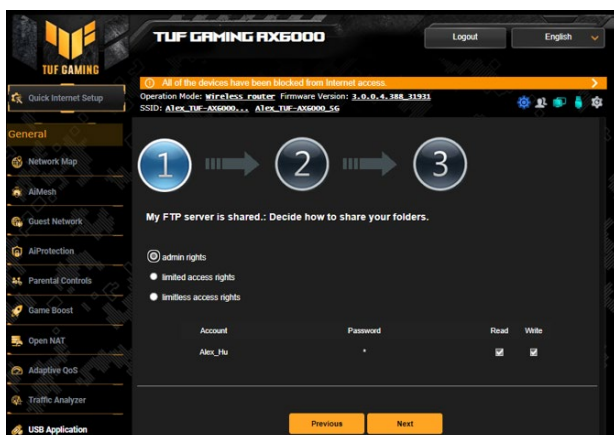 TUF GAMING AX6000
Logout
English
TUF GAMING
All of the devices have been blocked from Internet access.
Quick Internet Setup
Operation Mode: Wireless router Firmware Version: 3.0.0.4.388_31931
SSID: Alex_TUF-AX6000... Alex_TUF-AX6000_5G
General
Network Map
AiMesh
Guest Network
AiProtection
Parental Controls
Game Boost
Open NAT
Adaptive QoS
Traffic Analyzer
USB Application
1
2
3
My FTP server is shared.: Decide how to share your folders.
admin rights
limited access rights
limitless access rights
Account Password Read Write
Alex_Hu *
Previous Next